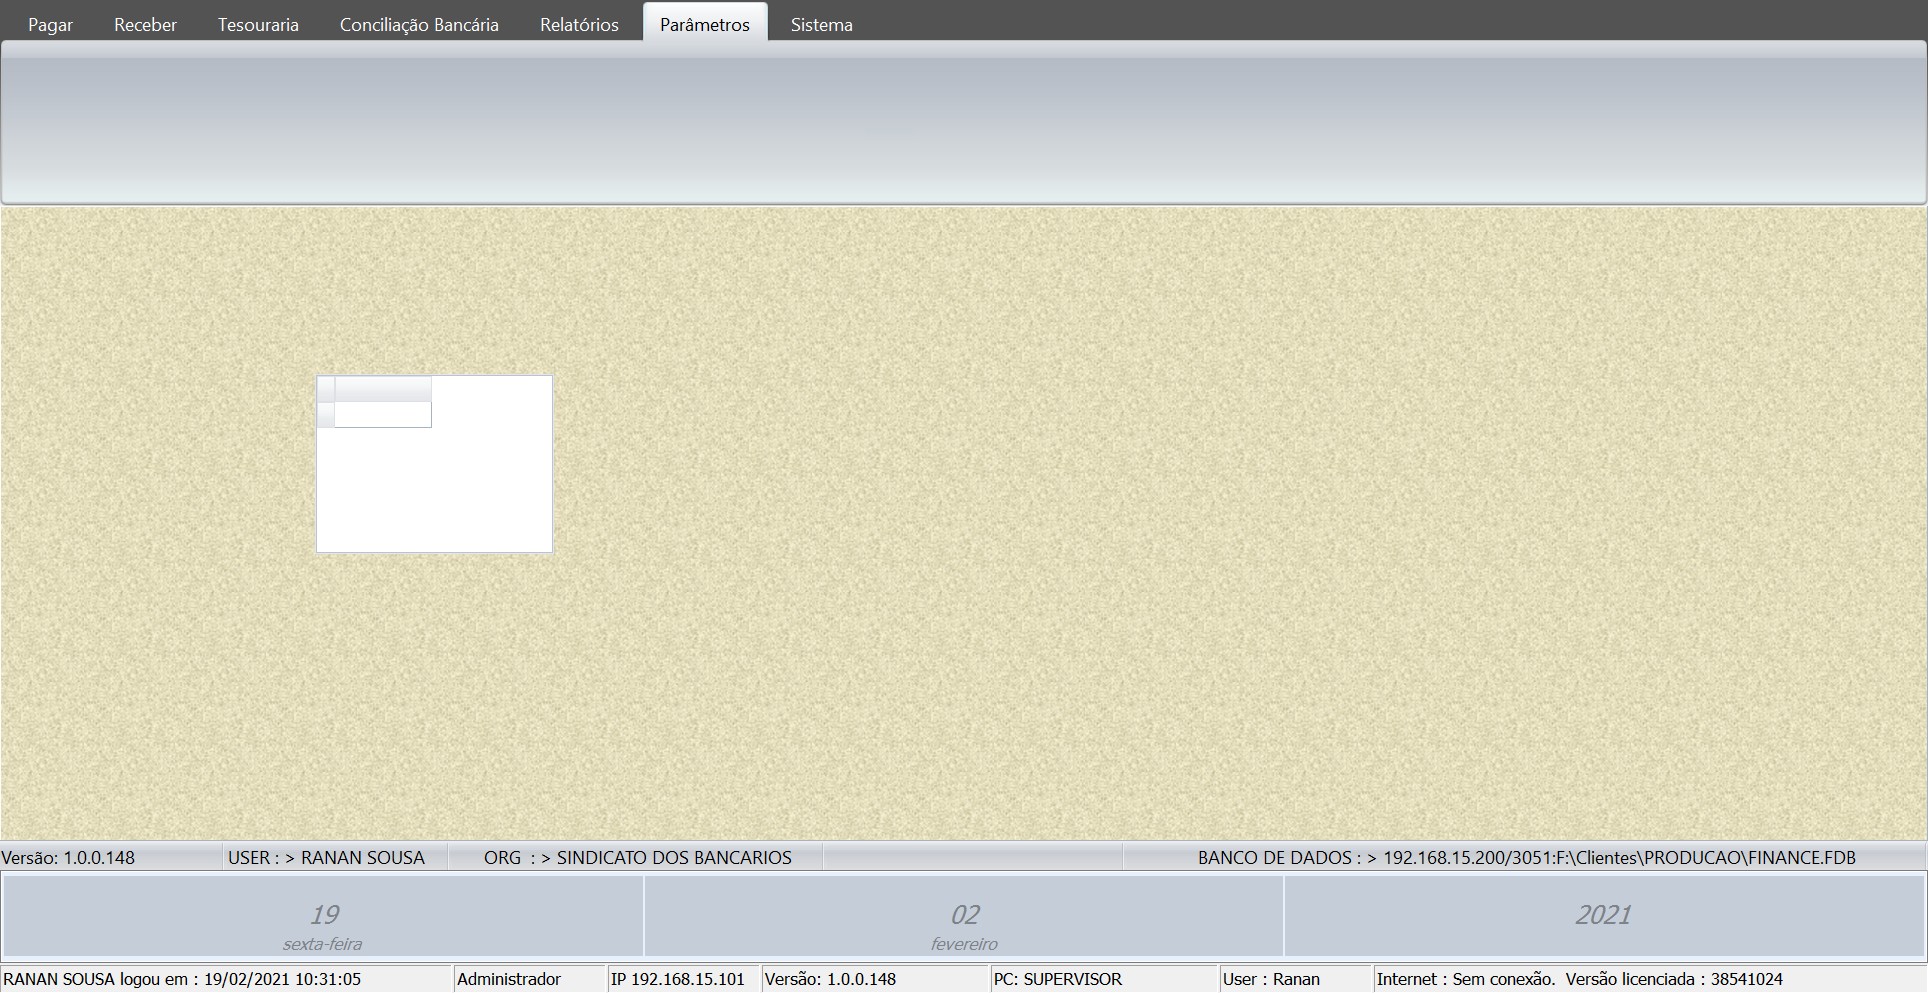 Pagar Receber Tesouraria Conciliação Bancária Relatórios Parâmetros Sistema
Versão: 1.0.0.148 USER : > RANAN SOUSA ORG : > SINDICATO DOS BANCARIOS BANCO DE DADOS : > 192.168.15.200/3051:F:\Clientes\PRODUCAO\FINANCE.FDB
19 02 2021
sexta-feira fevereiro
RANAN SOUSA logou em : 19/02/2021 10:31:05 Administrador IP 192.168.15.101 Versão: 1.0.0.148 PC: SUPERVISOR User : Ranan Internet : Sem conexão. Versão licenciada : 38541024